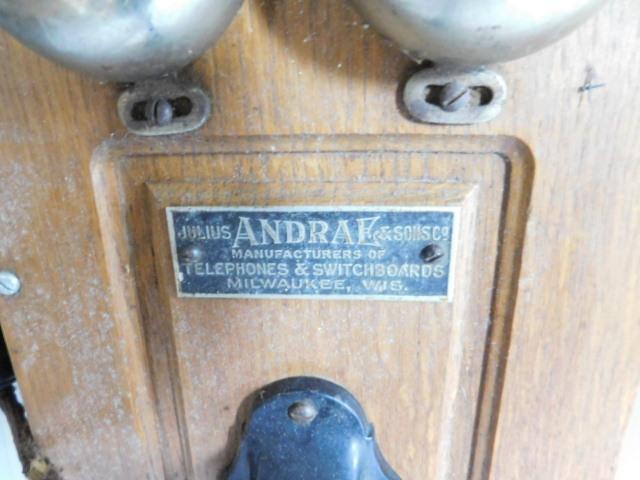 JULIUS ANDRAE & SONS CO
MANUFACTURERS OF
TELEPHONES & SWITCHBOARDS
MILWAUKEE, WIS.